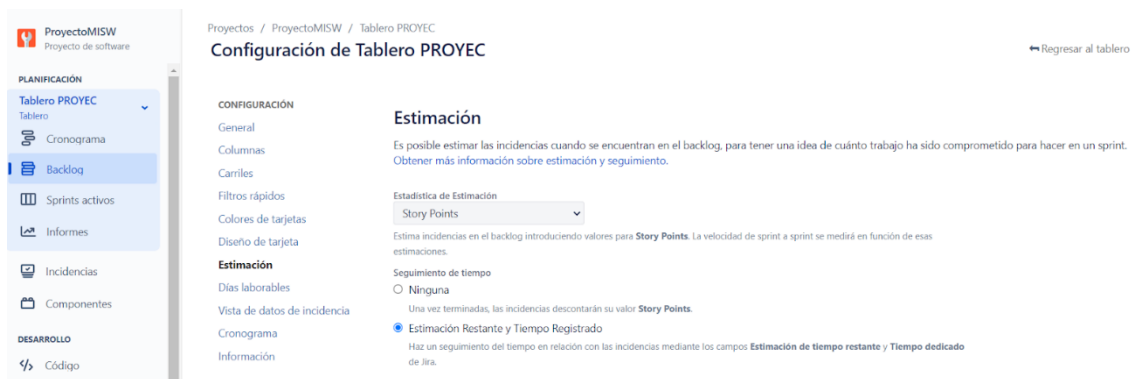 ProyectoMISW
Proyecto de software
PLANIFICACIÓN
Tablero PROYEC
Tablero
Cronograma
Backlog
Sprints activos
Informes
Incidencias
Componentes
DESARROLLO
Código
Proyectos / ProyectoMISW / Tablero PROYEC
Configuración de Tablero PROYEC
Regresar al tablero
CONFIGURACIÓN
General
Columnas
Carriles
Filtros rápidos
Colores de tarjetas
Diseño de tarjeta
Estimación
Días laborables
Vista de datos de incidencia
Cronograma
Información
Estimación
Es posible estimar las incidencias cuando se encuentran en el backlog, para tener una idea de cuánto trabajo ha sido comprometido para hacer en un sprint.
Obtener más información sobre estimación y seguimiento.
Estadística de Estimación
Story Points
Estima incidencias en el backlog introduciendo valores para Story Points. La velocidad de sprint a sprint se medirá en función de esas
estimaciones.
Seguimiento de tiempo
Ninguna
Una vez terminadas, las incidencias descontarán su valor Story Points.
Estimación Restante y Tiempo Registrado
Haz un seguimiento del tiempo en relación con las incidencias mediante los campos Estimación de tiempo restante y Tiempo dedicado
de Jira.